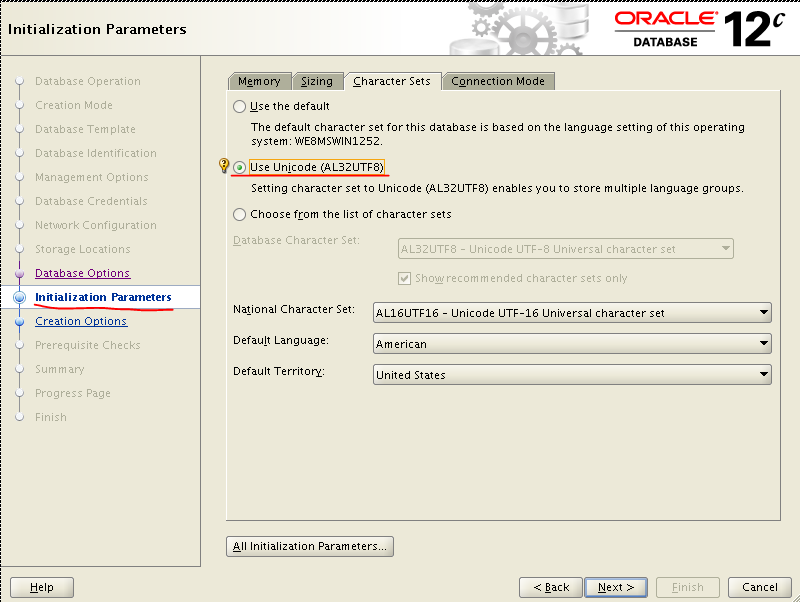 Initialization Parameters
ORACLE
DATABASE
12c
Database Operation
Creation Mode
Database Template
Database Identification
Management Options
Database Credentials
Network Configuration
Storage Locations
Database Options
Initialization Parameters
Creation Options
Prerequisite Checks
Summary
Progress Page
Finish
Memory Sizing Character Sets Connection Mode
Use the default
The default character set for this database is based on the language setting of this operating
system: WE8MSWIN1252.
Use Unicode (AL32UTF8)
Setting character set to Unicode (AL32UTF8) enables you to store multiple language groups.
Choose from the list of character sets
Database Character Set: AL32UTF8 - Unicode UTF-8 Universal character set
Show recommended character sets only
National Character Set: AL16UTF16 - Unicode UTF-16 Universal character set
Default Language: American
Default Territory: United States
All Initialization Parameters...
Help < Back Next > Finish Cancel